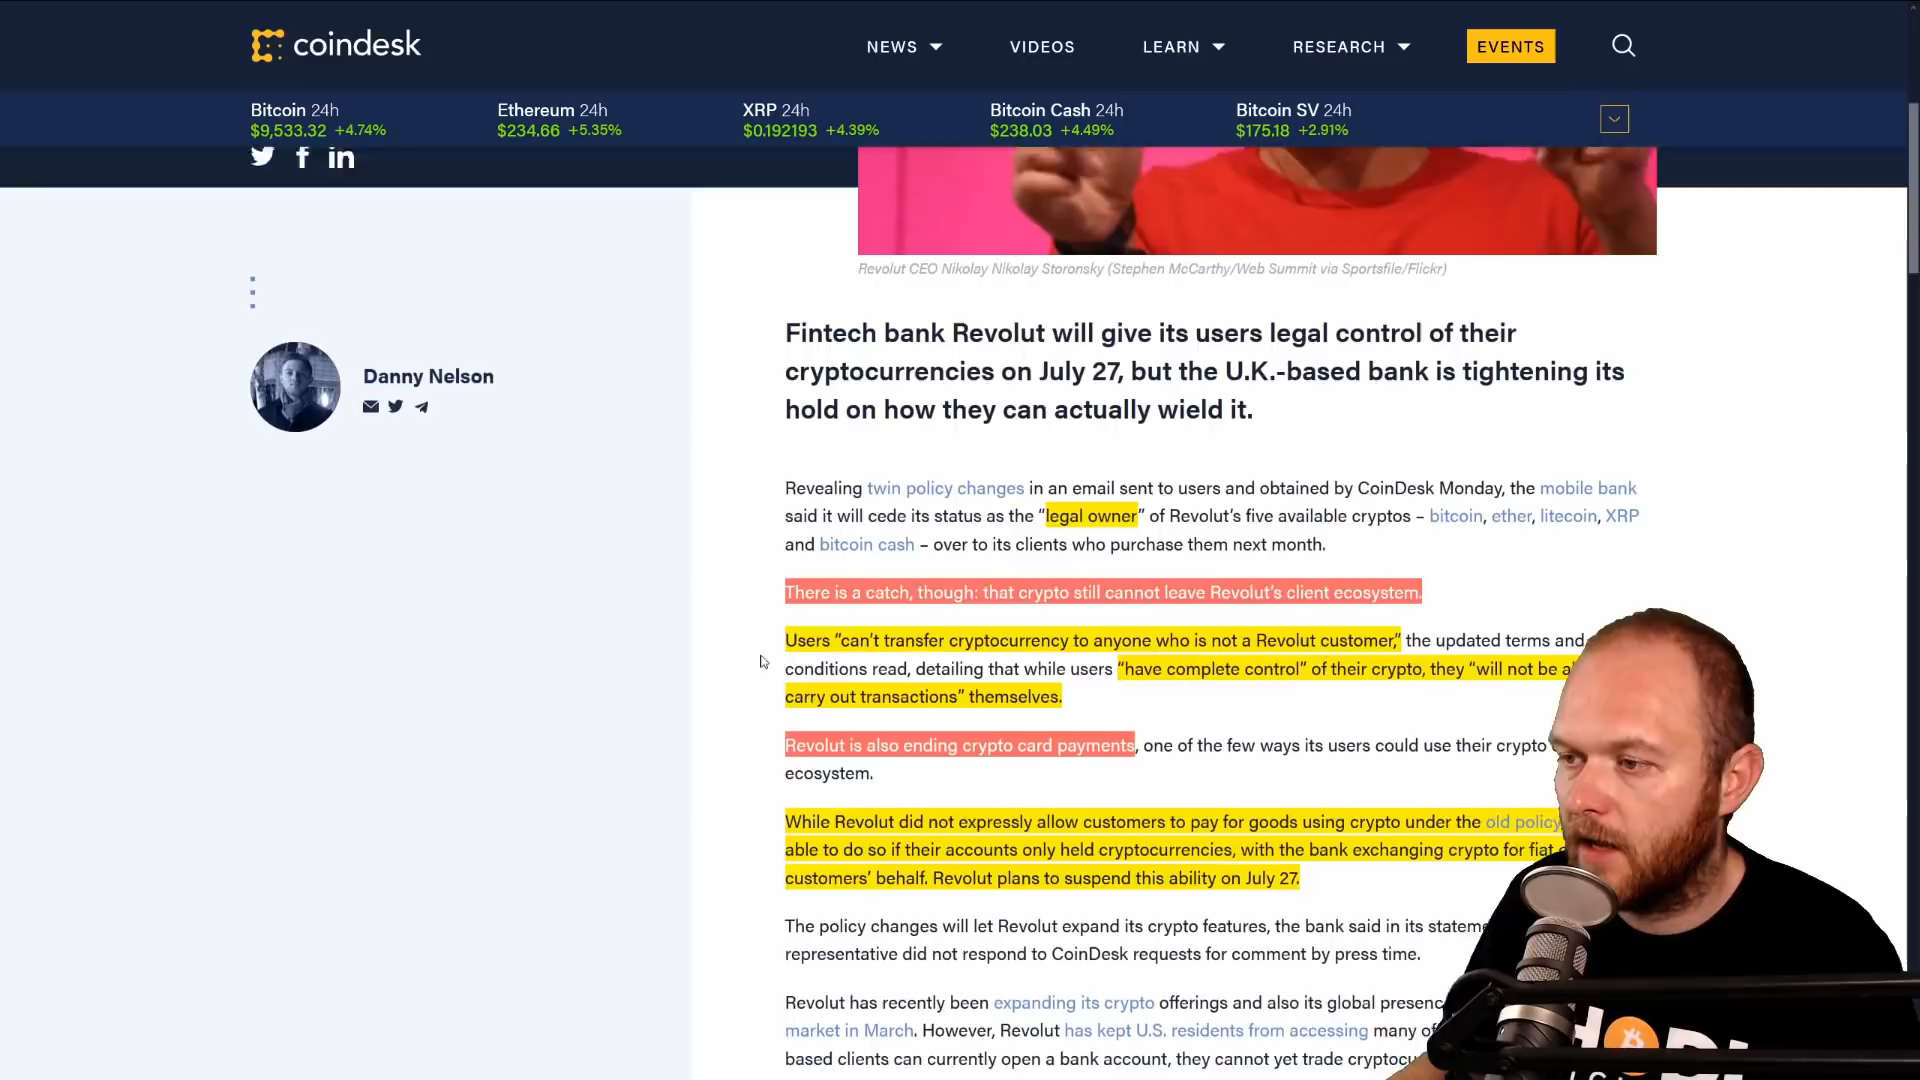 coindesk
NEWS VIDEOS LEARN RESEARCH EVENTS
Bitcoin 24h Ethereum 24h XRP 24h Bitcoin Cash 24h Bitcoin SV 24h
$9,533.32 +4.74% $234.66 +5.35% $0.192193 +4.39% $238.03 +4.49% $175.18 +2.91%
Revolut CEO Nikolay Nikolay Storonsky (Stephen McCarthy/Web Summit via Sportsfile/Flickr)
Danny Nelson
Fintech bank Revolut will give its users legal control of their
cryptocurrencies on July 27, but the U.K.-based bank is tightening its
hold on how they can actually wield it.
Revealing twin policy changes in an email sent to users and obtained by CoinDesk Monday, the mobile bank
said it will cede its status as the “legal owner” of Revolut’s five available cryptos – bitcoin, ether, litecoin, XRP
and bitcoin cash – over to its clients who purchase them next month.
There is a catch, though: that crypto still cannot leave Revolut’s client ecosystem.
Users “can’t transfer cryptocurrency to anyone who is not a Revolut customer,” the updated terms and
conditions read, detailing that while users “have complete control” of their crypto, they “will not be
carry out transactions” themselves.
Revolut is also ending crypto card payments, one of the few ways its users could use their crypto
ecosystem.
While Revolut did not expressly allow customers to pay for goods using crypto under the old policy
able to do so if their accounts only held cryptocurrencies, with the bank exchanging crypto for fiat
customers’ behalf. Revolut plans to suspend this ability on July 27.
The policy changes will let Revolut expand its crypto features, the bank said in its
representative did not respond to CoinDesk requests for comment by press time.
Revolut has recently been expanding its crypto offerings and also its global
market in March. However, Revolut has kept U.S. residents from accessing many
based clients can currently open a bank account, they cannot yet trade